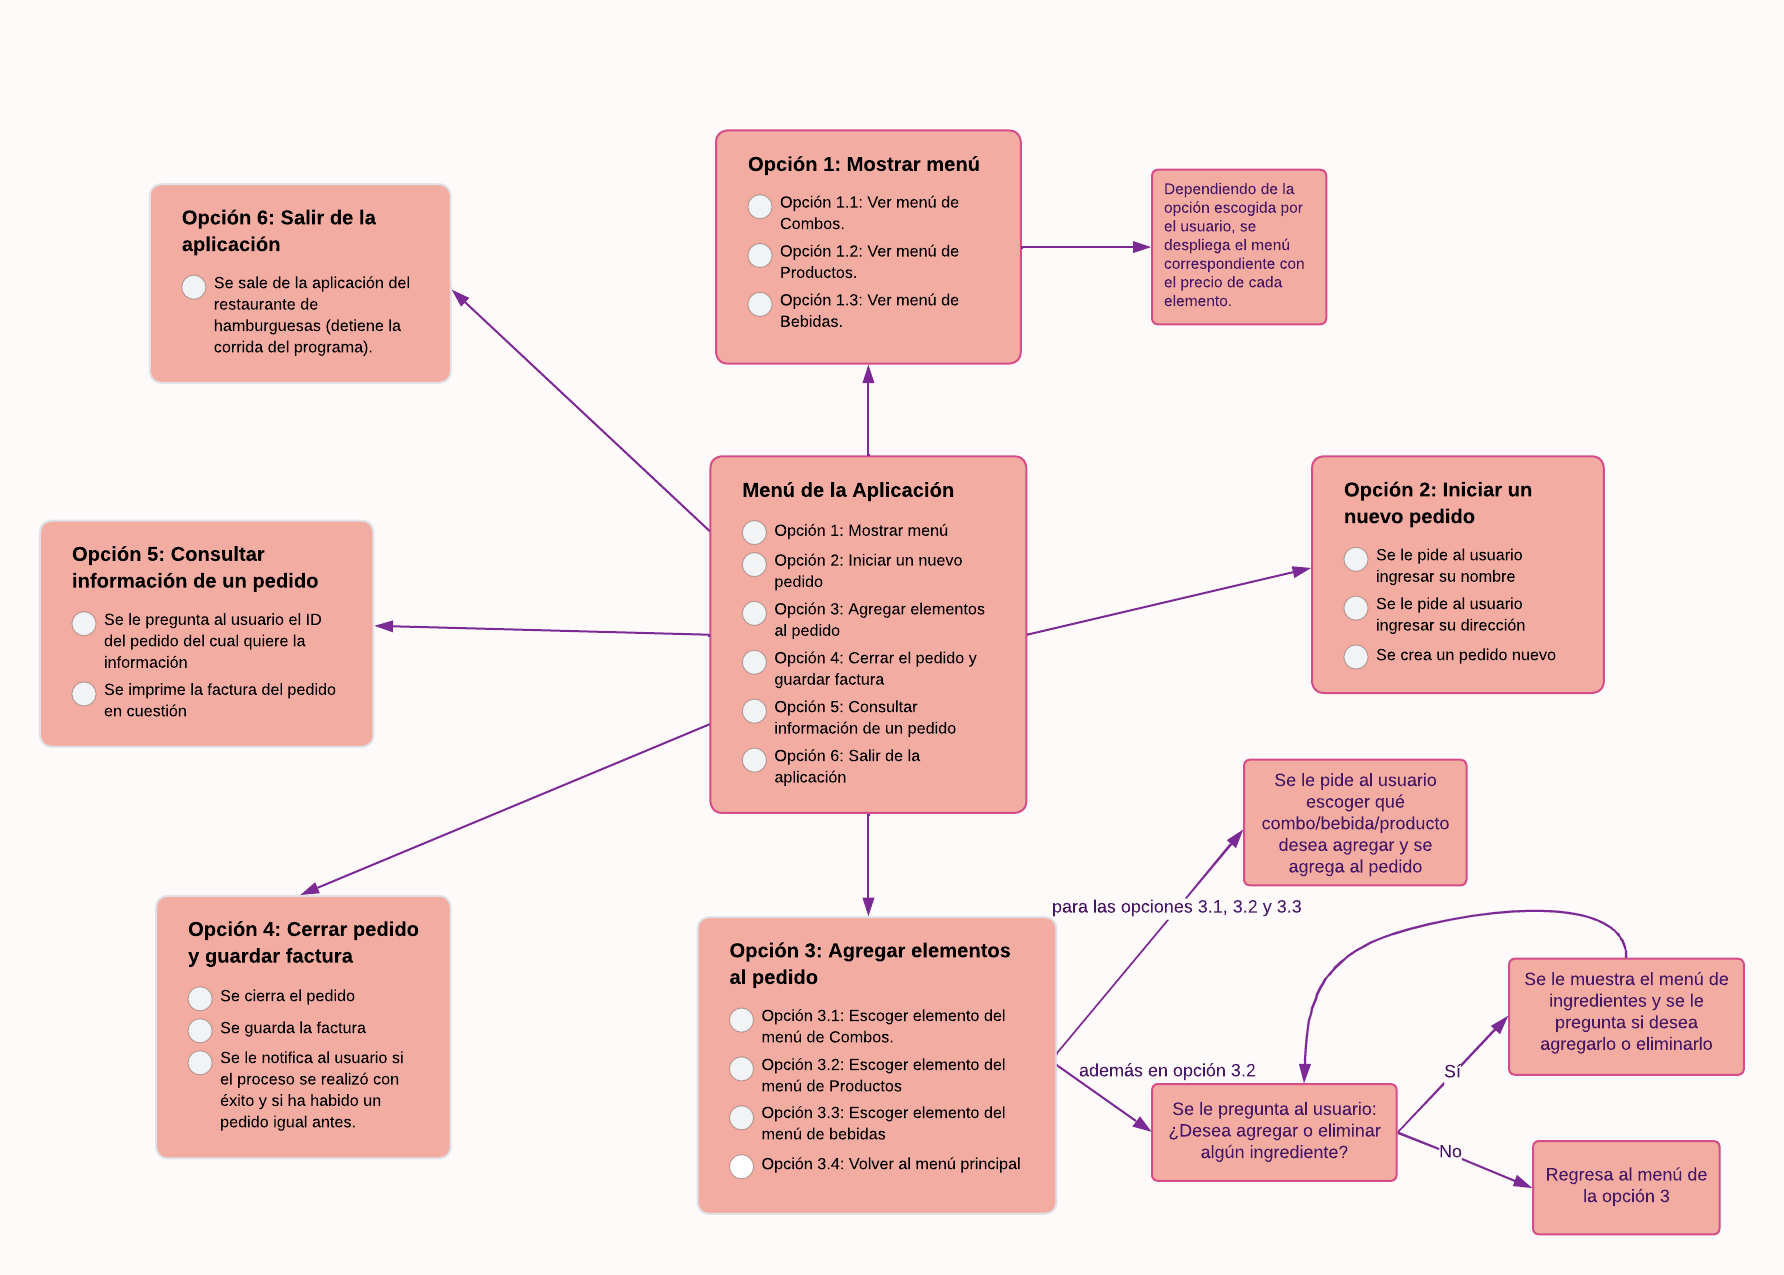 Opción 1: Mostrar menú
Opción 1.1: Ver menú de
Combos.
Opción 1.2: Ver menú de
Productos.
Opción 1.3: Ver menú de
Bebidas.
Dependiendo de la
opción escogida por
el usuario, se
despliega el menú
correspondiente con
el precio de cada
elemento.
Opción 6: Salir de la
aplicación
Se sale de la aplicación del
restaurante de
hamburguesas (detiene la
corrida del programa).
Menú de la Aplicación
Opción 1: Mostrar menú
Opción 2: Iniciar un nuevo
pedido
Opción 3: Agregar elementos
al pedido
Opción 4: Cerrar el pedido y
guardar factura
Opción 5: Consultar
información de un pedido
Opción 6: Salir de la
aplicación
Opción 2: Iniciar un
nuevo pedido
Se le pide al usuario
ingresar su nombre
Se le pide al usuario
ingresar su dirección
Se crea un pedido nuevo
Opción 5: Consultar
información de un pedido
Se le pregunta al usuario el ID
del pedido del cual quiere la
información
Se imprime la factura del pedido
en cuestión
Opción 4: Cerrar pedido
y guardar factura
Se cierra el pedido
Se guarda la factura
Se le notifica al usuario si
el proceso se realizó con
éxito y si ha habido un
pedido igual antes.
Opción 3: Agregar elementos
al pedido
Opción 3.1: Escoger elemento del
menú de Combos.
Opción 3.2: Escoger elemento del
menú de Productos
Opción 3.3: Escoger elemento del
menú de bebidas
Opción 3.4: Volver al menú principal
para las opciones 3.1, 3.2 y 3.3
Se le pide al usuario
escoger qué
combo/bebida/producto
desea agregar y se
agrega al pedido
además en opción 3.2
Se le pregunta al usuario:
¿Desea agregar o eliminar
algún ingrediente?
Sí
Se le muestra el menú de
ingredientes y se le
pregunta si desea
agregarlo o eliminarlo
No
Regresa al menú de
la opción 3